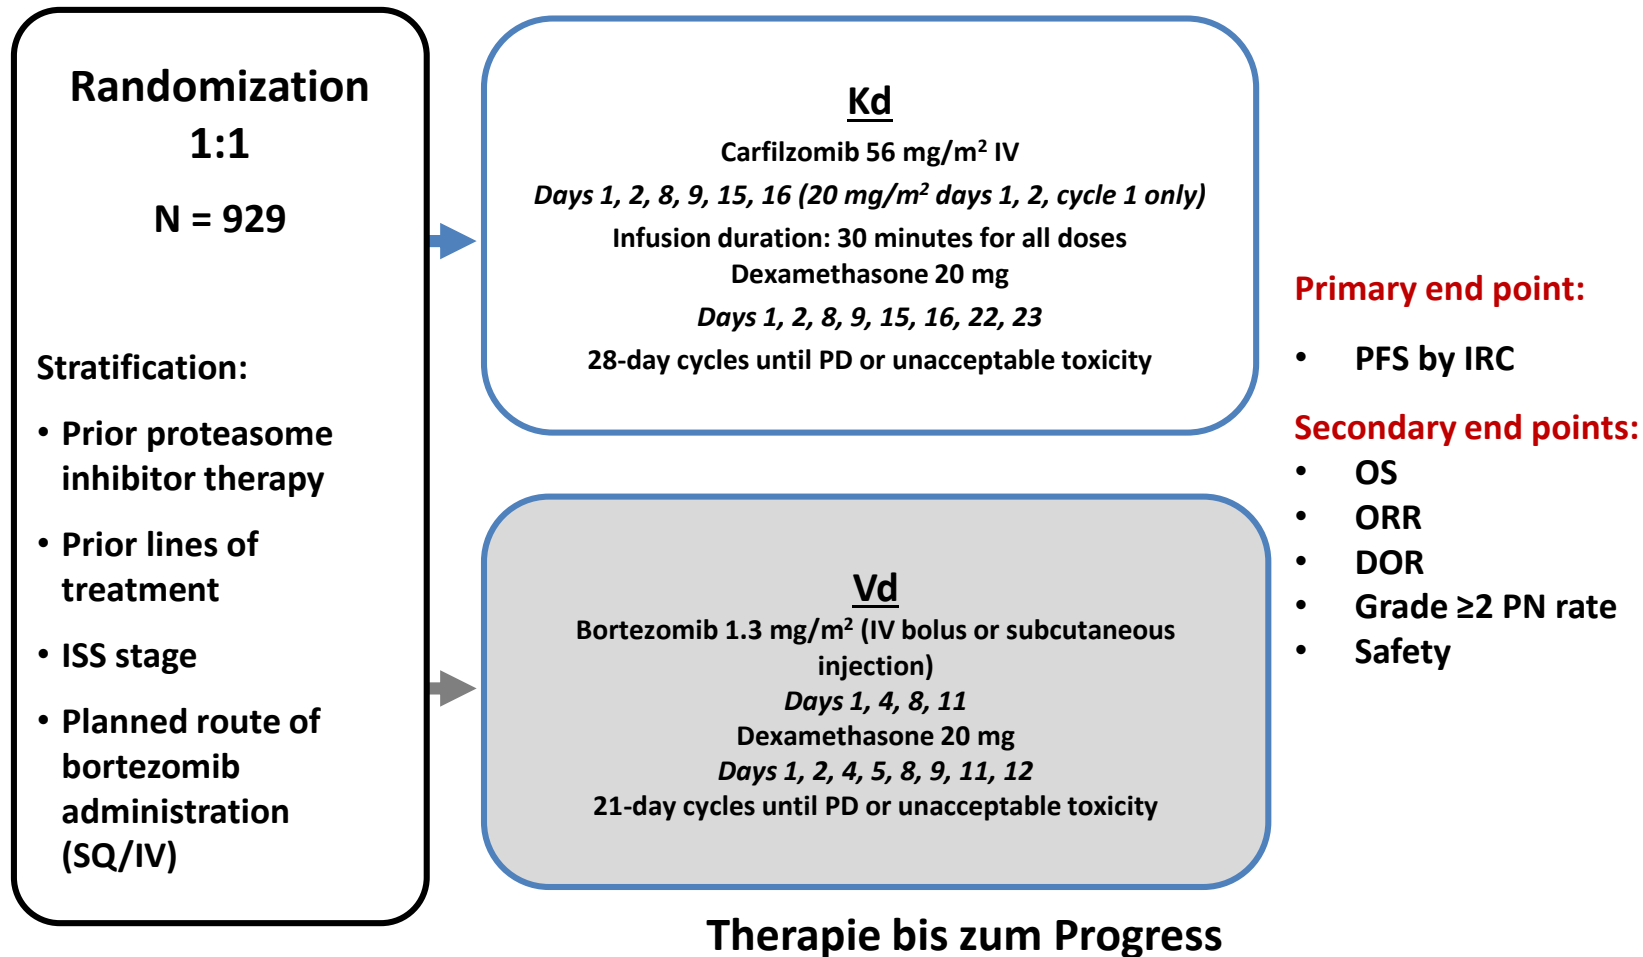 Randomization
1:1
N = 929
Stratification:
• Prior proteasome
inhibitor therapy
• Prior lines of
treatment
• ISS stage
• Planned route of
bortezomib
administration
(SQ/IV)
Kd
Carfilzomib 56 mg/m² IV
Days 1, 2, 8, 9, 15, 16 (20 mg/m² days 1, 2, cycle 1 only)
Infusion duration: 30 minutes for all doses
Dexamethasone 20 mg
Days 1, 2, 8, 9, 15, 16, 22, 23
28-day cycles until PD or unacceptable toxicity
Vd
Bortezomib 1.3 mg/m² (IV bolus or subcutaneous
injection)
Days 1, 4, 8, 11
Dexamethasone 20 mg
Days 1, 2, 4, 5, 8, 9, 11, 12
21-day cycles until PD or unacceptable toxicity
Primary end point:
• PFS by IRC
Secondary end points:
• OS
• ORR
• DOR
• Grade ≥2 PN rate
• Safety
Therapie bis zum Progress